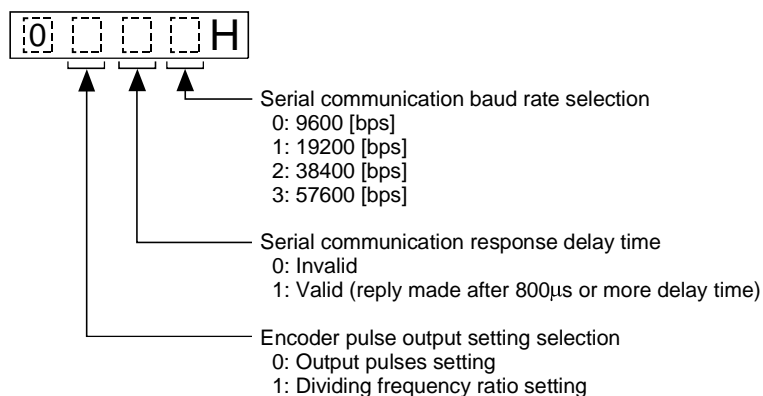 0 H
Serial communication baud rate selection
0: 9600 [bps]
1: 19200 [bps]
2: 38400 [bps]
3: 57600 [bps]
Serial communication response delay time
0: Invalid
1: Valid (reply made after 800μs or more delay time)
Encoder pulse output setting selection
0: Output pulses setting
1: Dividing frequency ratio setting